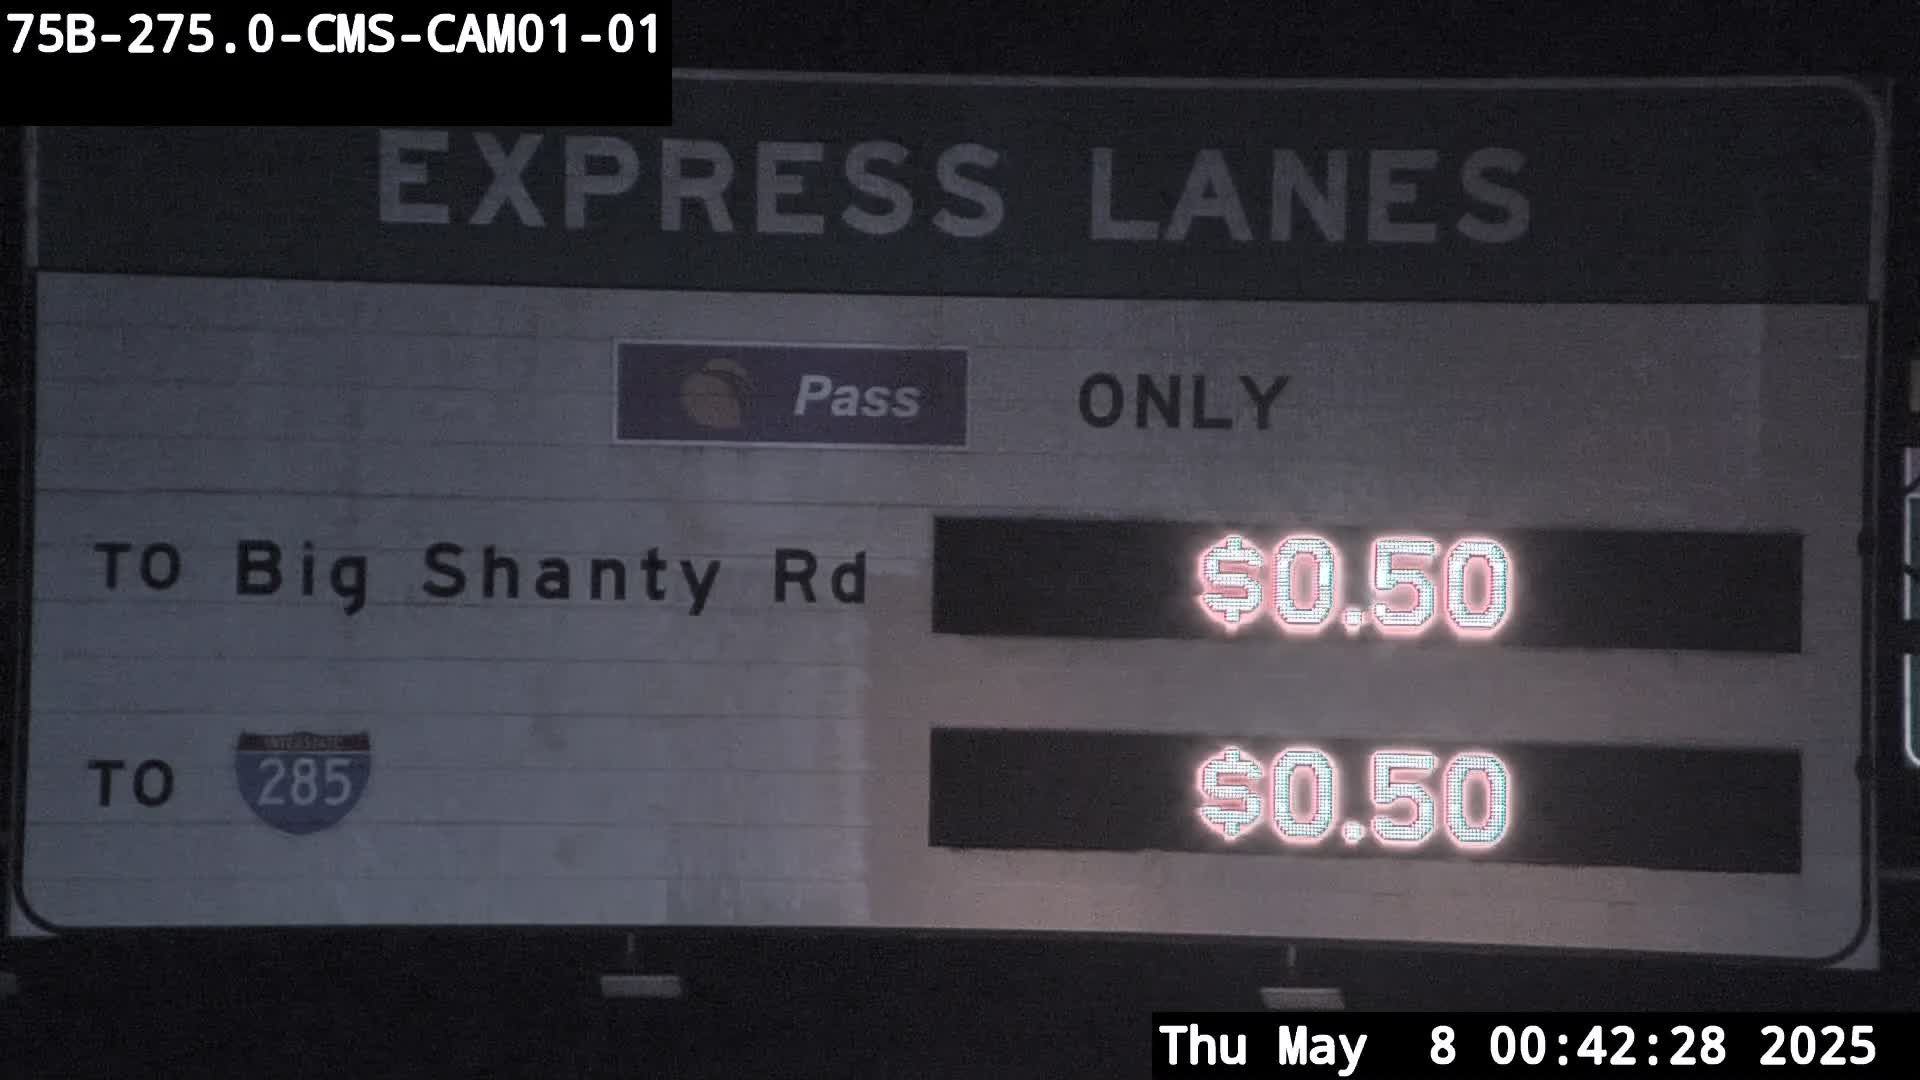 75B-275.0-CMS-CAM01-01
EXPRESS LANES
Pass ONLY
TO Big Shanty Rd $0.50
INTERSTATE
TO 285 $0.50
Thu May 8 00:42:28 2025